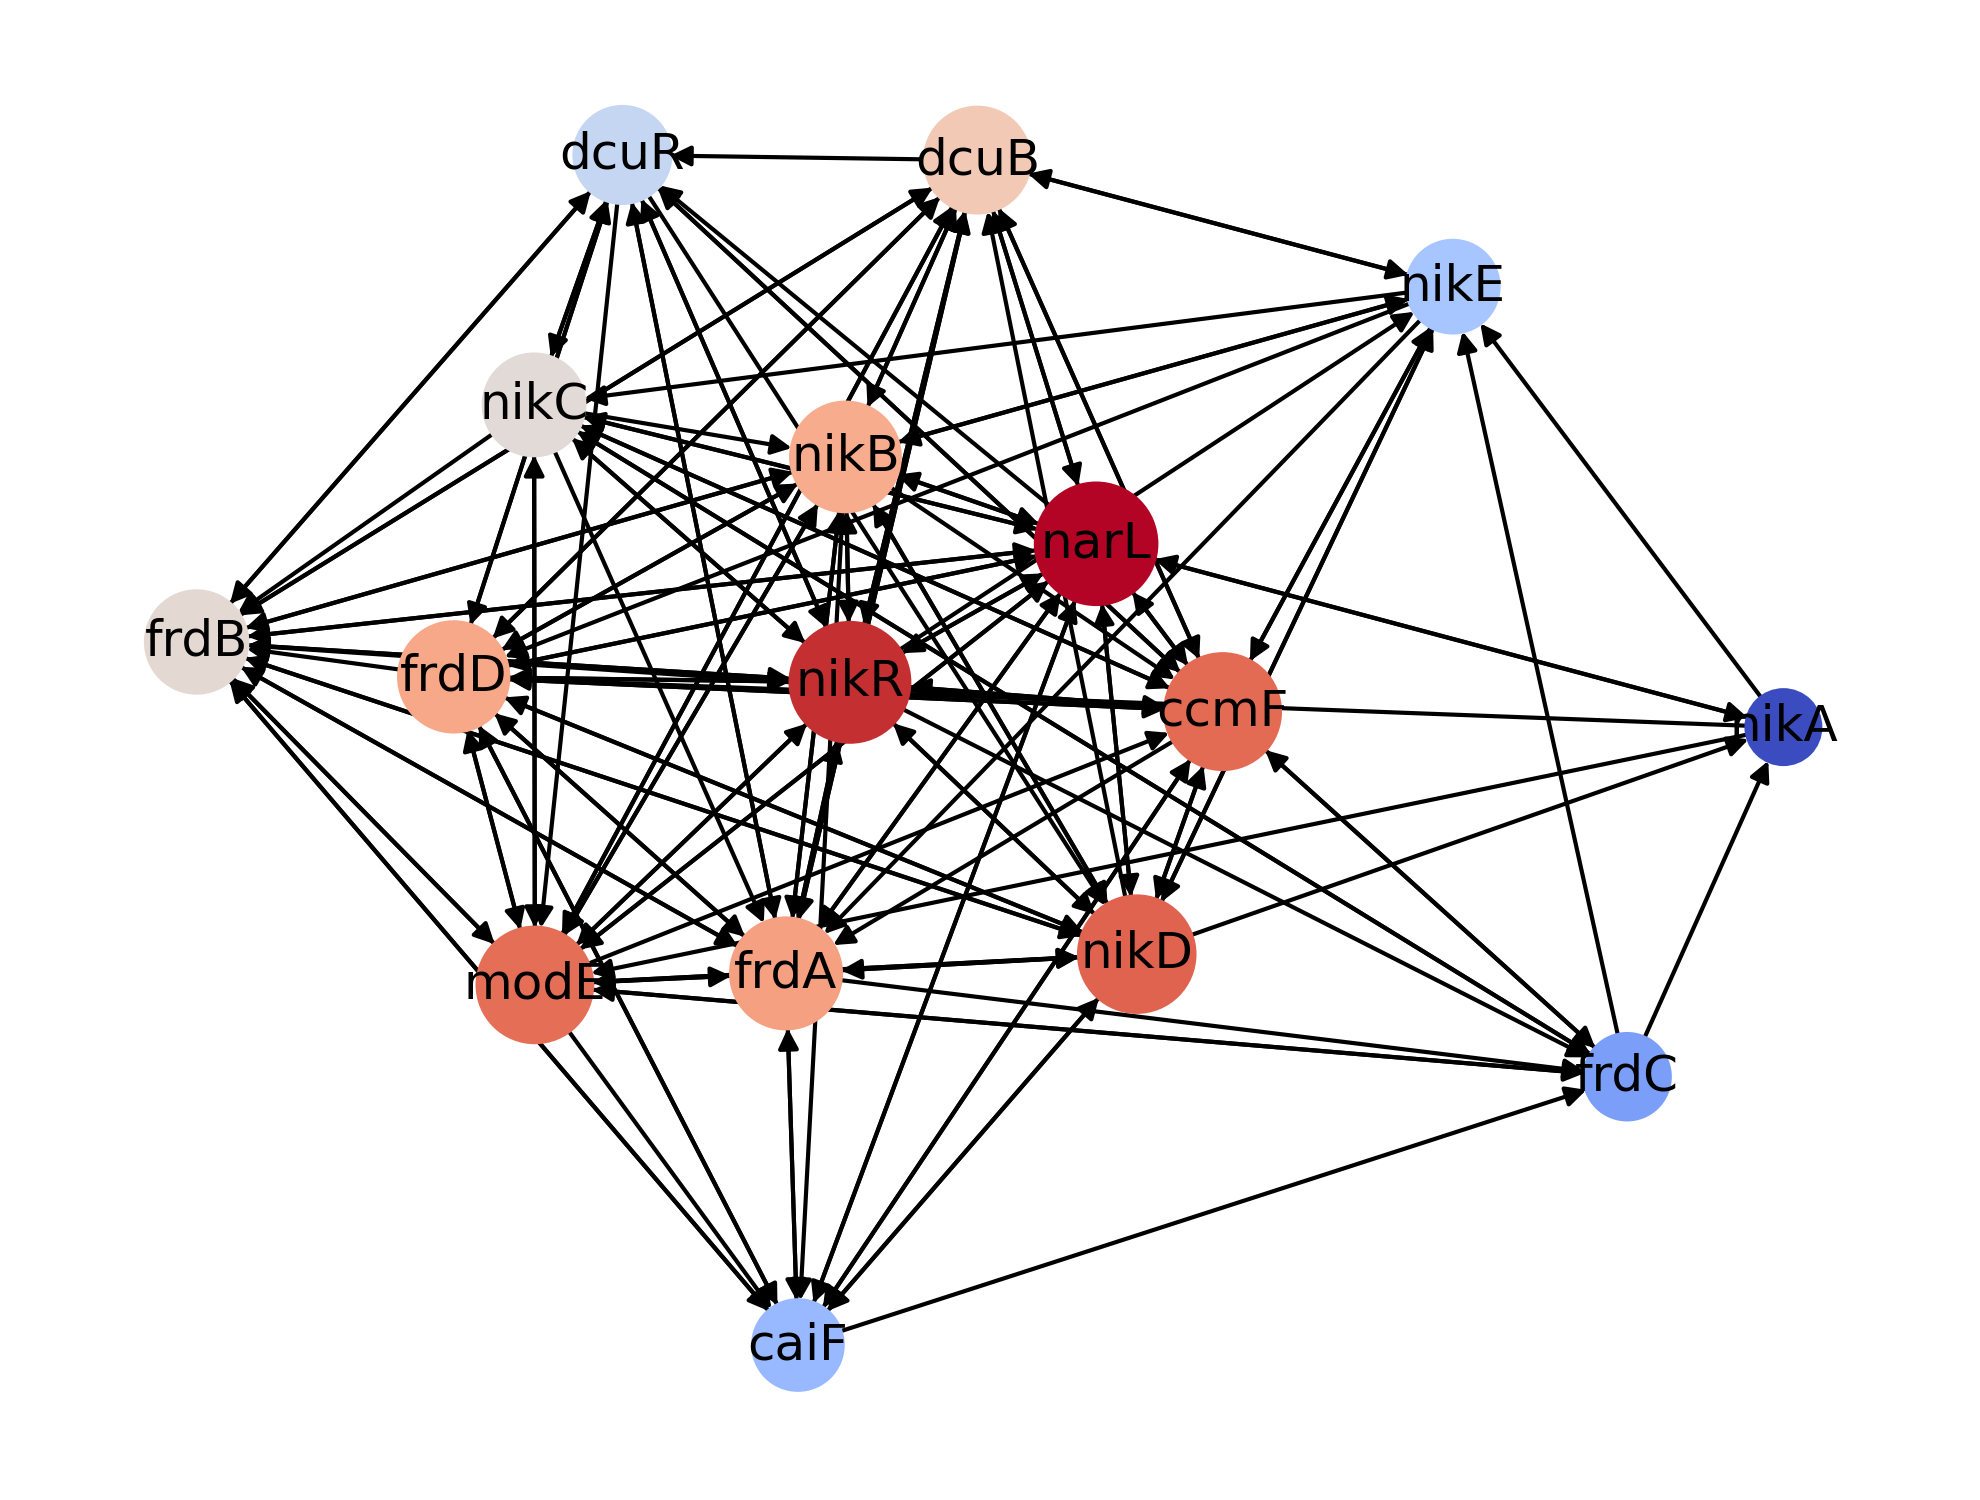 dcuR
dcuB
nikE
nikC
nikB
narL
frdB
frdD
nikR
ccmF
nikA
modE
frdA
nikD
frdC
caiF